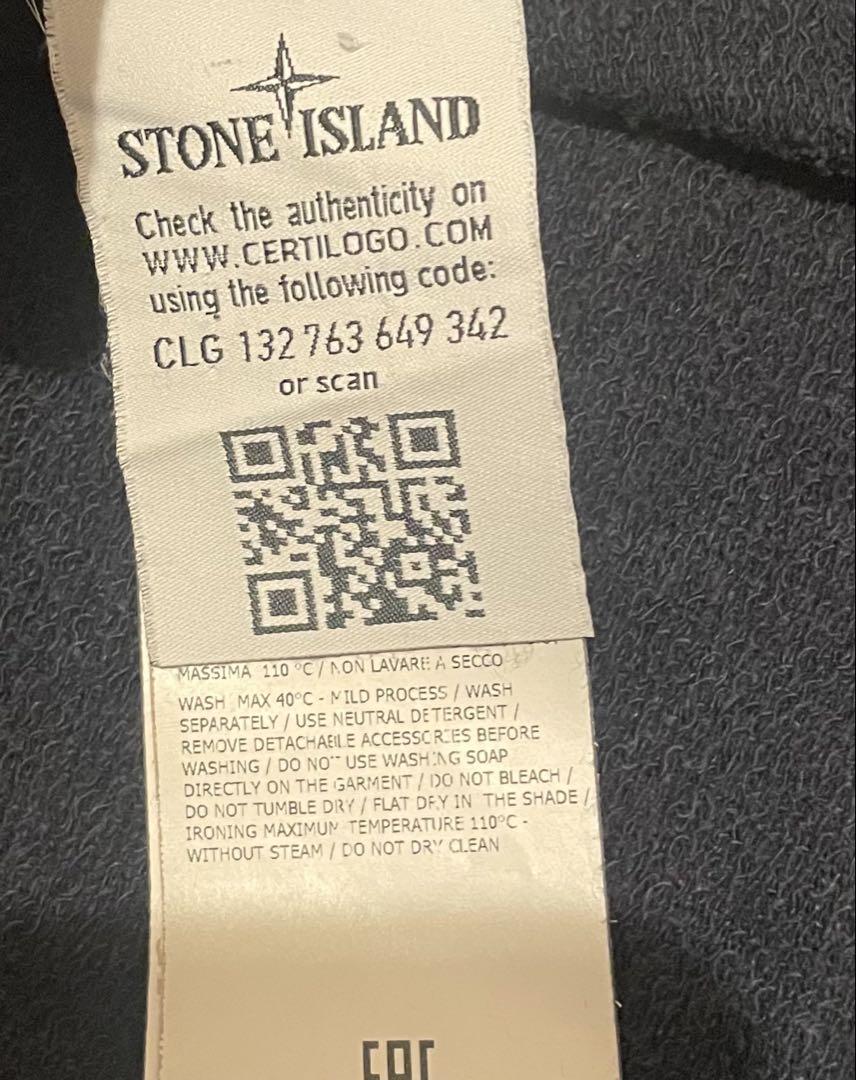 STONE ISLAND
Check the authenticity on
WWW.CERTILOGO.COM
using the following code:
CLG 132 763 649 342
or scan
MASSIMA 110 °C / NON LAVARE A SECCO
WASH MAX 40°C - MILD PROCESS / WASH
SEPARATELY / USE NEUTRAL DETERGENT /
REMOVE DETACHABLE ACCESSORIES BEFORE
WASHING / DO NOT USE WASHING SOAP
DIRECTLY ON THE GARMENT / DO NOT BLEACH /
DO NOT TUMBLE DRY / FLAT DRY IN THE SHADE /
IRONING MAXIMUM TEMPERATURE 110°C -
WITHOUT STEAM / DO NOT DRY CLEAN
EAC